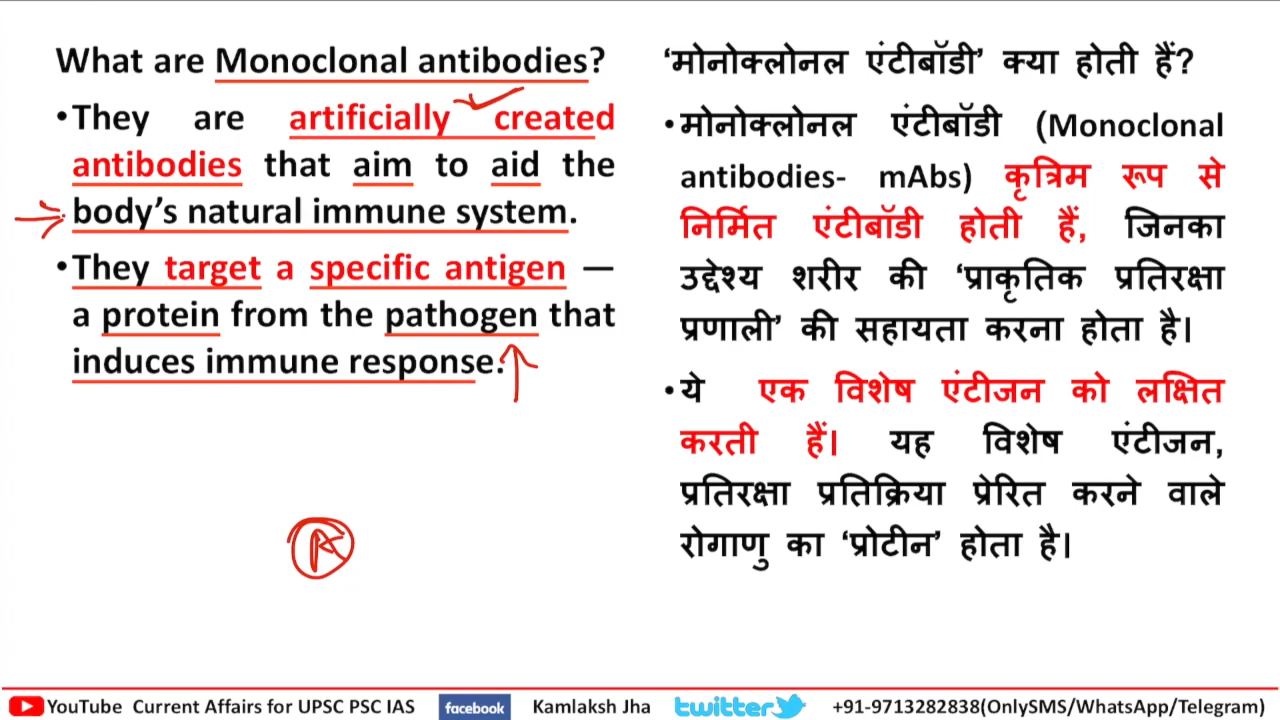 What are Monoclonal antibodies?
•They are artificially created
antibodies that aim to aid the
body’s natural immune system.
•They target a specific antigen —
a protein from the pathogen that
induces immune response.
‘मोनोक्लोनल एंटीबॉडी’ क्या होती हैं?
•मोनोक्लोनल एंटीबॉडी (Monoclonal
antibodies- mAbs) कृत्रिम रूप से
निर्मित एंटीबॉडी होती हैं, जिनका
उद्देश्य शरीर की ‘प्राकृतिक प्रतिरक्षा
प्रणाली’ की सहायता करना होता है।
•ये एक विशेष एंटीजन को लक्षित
करती हैं। यह विशेष एंटीजन,
प्रतिरक्षा प्रतिक्रिया प्रेरित करने वाले
रोगाणु का ‘प्रोटीन’ होता है।
YouTube Current Affairs for UPSC PSC IAS facebook Kamlaksh Jha twitter +91-9713282838(OnlySMS/WhatsApp/Telegram)